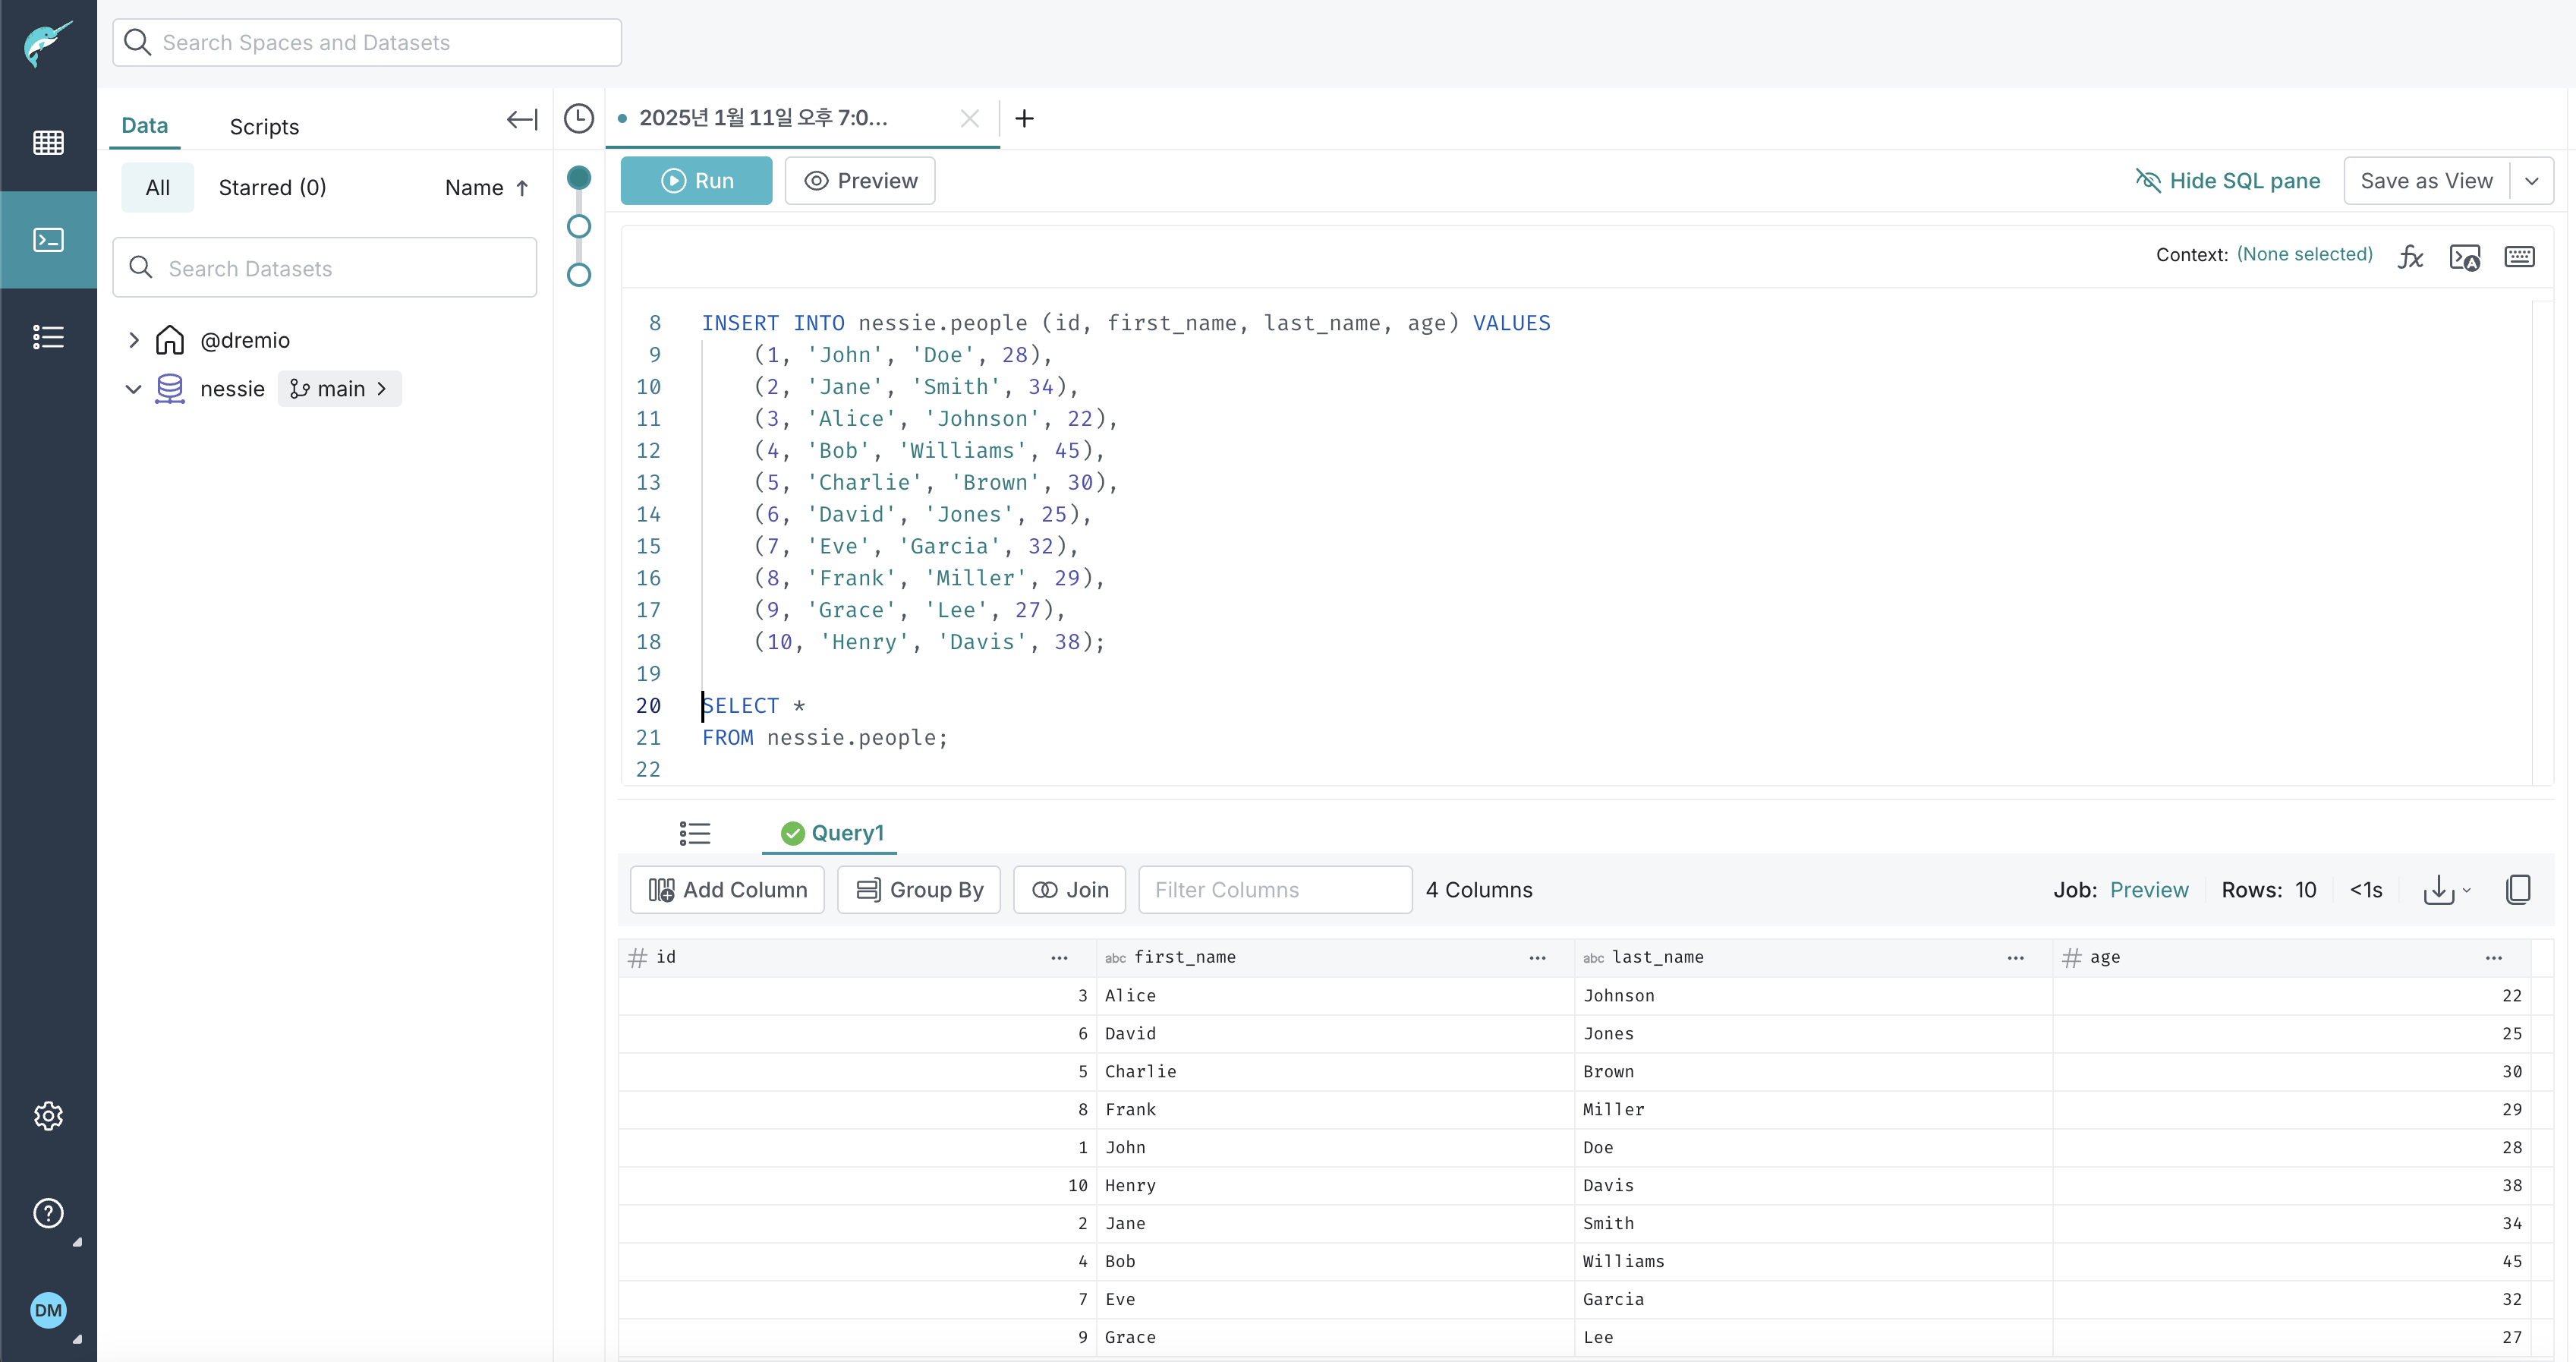 Search Spaces and Datasets
Data
Scripts
2025년 1월 11일 오후 7:0...
All
Starred (0)
Name
Run
Preview
Hide SQL pane
Save as View
Search Datasets
Context: (None selected)
@dremio
nessie
main
8 INSERT INTO nessie.people (id, first_name, last_name, age) VALUES
9 (1, 'John', 'Doe', 28),
10 (2, 'Jane', 'Smith', 34),
11 (3, 'Alice', 'Johnson', 22),
12 (4, 'Bob', 'Williams', 45),
13 (5, 'Charlie', 'Brown', 30),
14 (6, 'David', 'Jones', 25),
15 (7, 'Eve', 'Garcia', 32),
16 (8, 'Frank', 'Miller', 29),
17 (9, 'Grace', 'Lee', 27),
18 (10, 'Henry', 'Davis', 38);
19
20 SELECT *
21 FROM nessie.people;
22
Query1
Add Column
Group By
Join
Filter Columns
4 Columns
Job: Preview
Rows: 10
<1s
# id ... abc first_name ... abc last_name ... # age ...
3 Alice Johnson 22
6 David Jones 25
5 Charlie Brown 30
8 Frank Miller 29
1 John Doe 28
10 Henry Davis 38
2 Jane Smith 34
4 Bob Williams 45
7 Eve Garcia 32
9 Grace Lee 27
DM